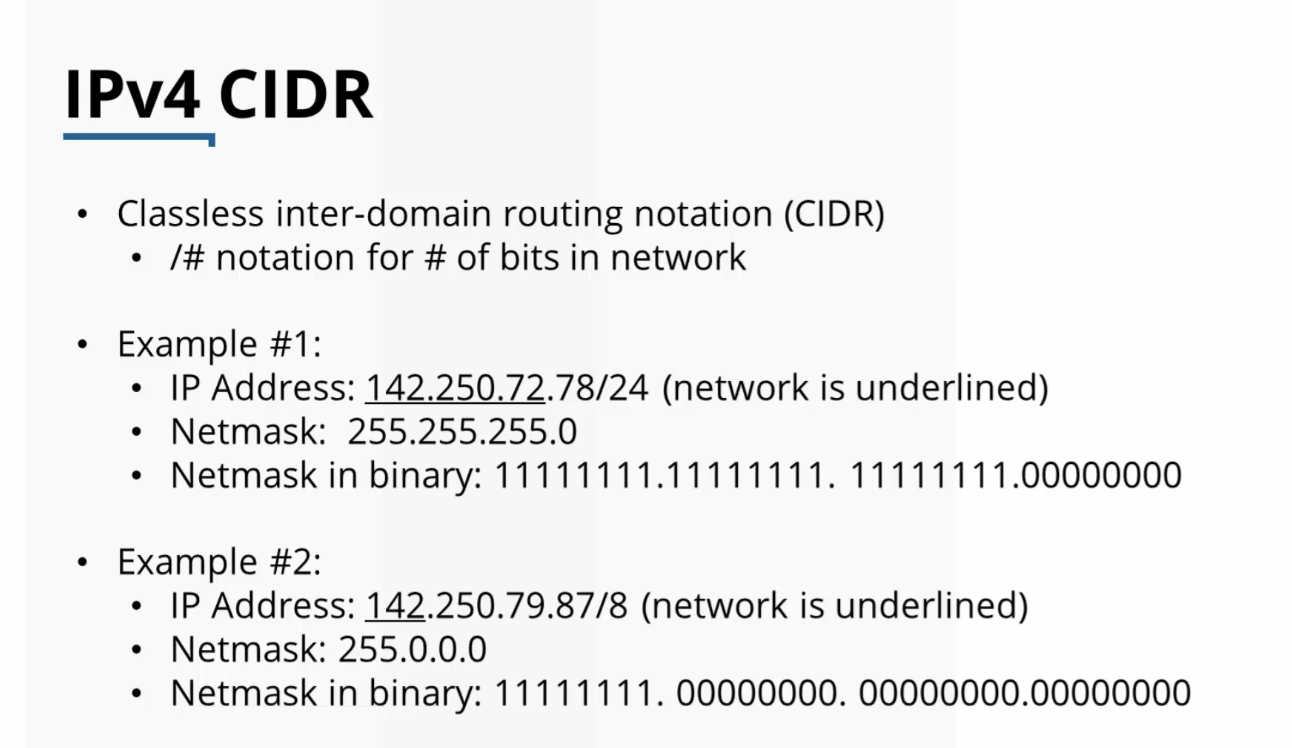 IPv4 CIDR
• Classless inter-domain routing notation (CIDR)
• /# notation for # of bits in network
• Example #1:
• IP Address: 142.250.72.78/24 (network is underlined)
• Netmask:  255.255.255.0
• Netmask in binary: 11111111.11111111. 11111111.00000000
• Example #2:
• IP Address: 142.250.79.87/8 (network is underlined)
• Netmask: 255.0.0.0
• Netmask in binary: 11111111. 00000000. 00000000.00000000